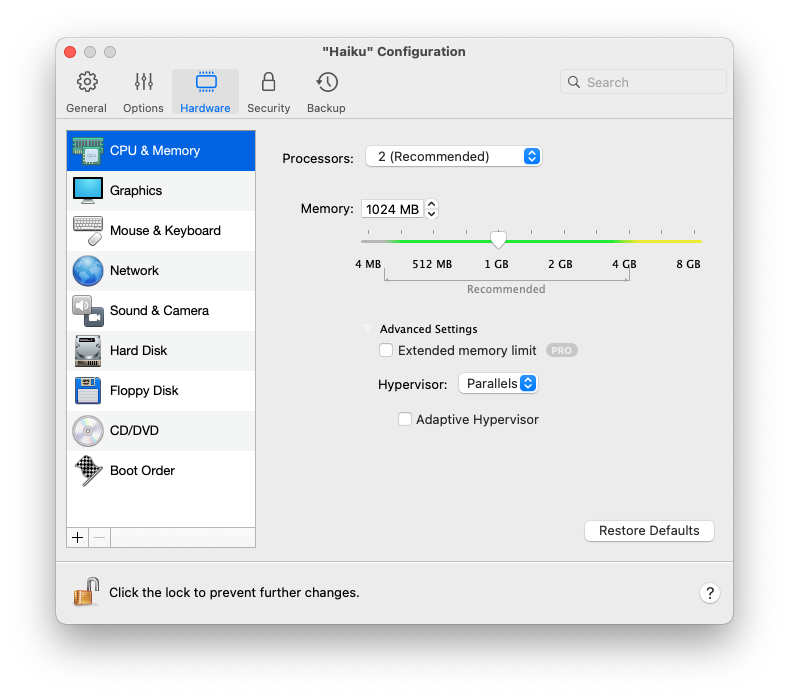 "Haiku" Configuration
General Options Hardware Security Backup
Search
CPU & Memory
Graphics
Mouse & Keyboard
Network
Sound & Camera
Hard Disk
Floppy Disk
CD/DVD
Boot Order
Processors: 2 (Recommended)
Memory: 1024 MB
4 MB 512 MB 1 GB 2 GB 4 GB 8 GB
Recommended
Advanced Settings
Extended memory limit PRO
Hypervisor: Parallels
Adaptive Hypervisor
Restore Defaults
Click the lock to prevent further changes. ?